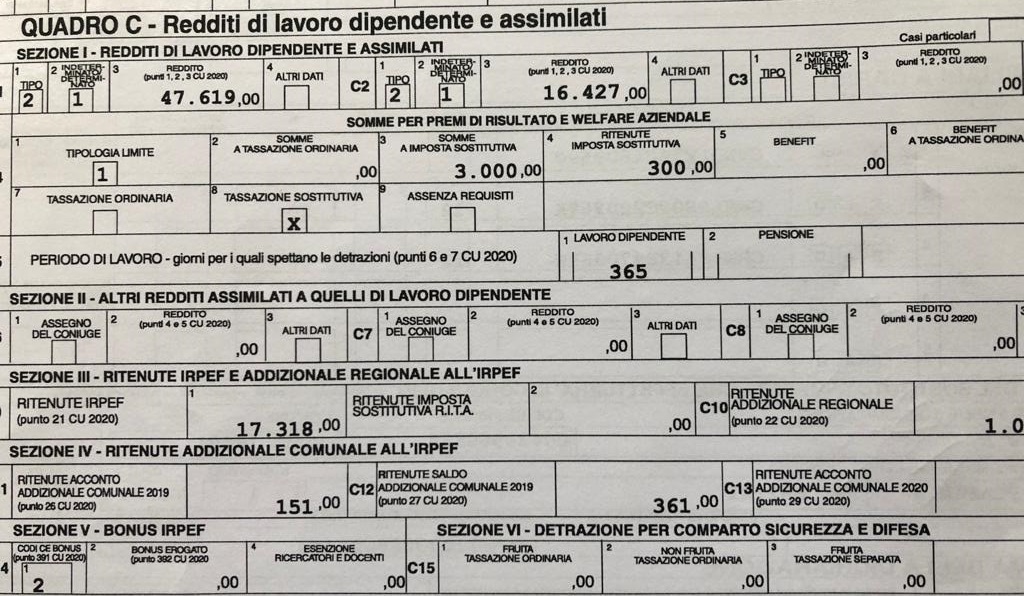 QUADRO C - Redditi di lavoro dipendente e assimilati
SEZIONE I - REDDITI DI LAVORO DIPENDENTE E ASSIMILATI
Casi particolari
1 TIPO 2 INDETERMINATO/DETERMINATO 3 REDDITO (punti 1, 2, 3 CU 2020) 4 ALTRI DATI C2 1 TIPO 2 INDETERMINATO/DETERMINATO 3 REDDITO (punti 1, 2, 3 CU 2020) 4 ALTRI DATI C3 1 TIPO 2 INDETERMINATO/DETERMINATO 3 REDDITO (punti 1, 2, 3 CU 2020)
2 1 47.619,00 2 1 16.427,00 ,00
SOMME PER PREMI DI RISULTATO E WELFARE AZIENDALE
1 TIPOLOGIA LIMITE 2 SOMME A TASSAZIONE ORDINARIA 3 SOMME A IMPOSTA SOSTITUTIVA 4 RITENUTE IMPOSTA SOSTITUTIVA 5 BENEFIT 6 BENEFIT A TASSAZIONE ORDINA
1 ,00 3.000,00 300,00 ,00
7 TASSAZIONE ORDINARIA 8 TASSAZIONE SOSTITUTIVA 9 ASSENZA REQUISITI
X
PERIODO DI LAVORO - giorni per i quali spettano le detrazioni (punti 6 e 7 CU 2020) 1 LAVORO DIPENDENTE 2 PENSIONE
365
SEZIONE II - ALTRI REDDITI ASSIMILATI A QUELLI DI LAVORO DIPENDENTE
1 ASSEGNO DEL CONIUGE 2 REDDITO (punti 4 e 5 CU 2020) 3 ALTRI DATI C7 1 ASSEGNO DEL CONIUGE 2 REDDITO (punti 4 e 5 CU 2020) 3 ALTRI DATI C8 1 ASSEGNO DEL CONIUGE 2 REDDITO (punti 4 e 5 CU 2020)
,00 ,00 ,00
SEZIONE III - RITENUTE IRPEF E ADDIZIONALE REGIONALE ALL'IRPEF
RITENUTE IRPEF (punto 21 CU 2020) 1 17.318,00 RITENUTE IMPOSTA SOSTITUTIVA R.I.T.A. 2 ,00 C10 RITENUTE ADDIZIONALE REGIONALE (punto 22 CU 2020) 1.0
SEZIONE IV - RITENUTE ADDIZIONALE COMUNALE ALL'IRPEF
1 RITENUTE ACCONTO ADDIZIONALE COMUNALE 2019 (punto 26 CU 2020) 151,00 C12 RITENUTE SALDO ADDIZIONALE COMUNALE 2019 (punto 27 CU 2020) 361,00 C13 RITENUTE ACCONTO ADDIZIONALE COMUNALE 2020 (punto 29 CU 2020)
SEZIONE V - BONUS IRPEF SEZIONE VI - DETRAZIONE PER COMPARTO SICUREZZA E DIFESA
4 CODICE BONUS (punto 391 CU 2020) 1 2 BONUS EROGATO (punto 392 CU 2020 4 ESENZIONE RICERCATORI E DOCENTI C15 1 FRUITA TASSAZIONE ORDINARIA 2 NON FRUITA TASSAZIONE ORDINARIA 3 FRUITA TASSAZIONE SEPARATA
2 ,00 ,00 ,00 ,00 ,00